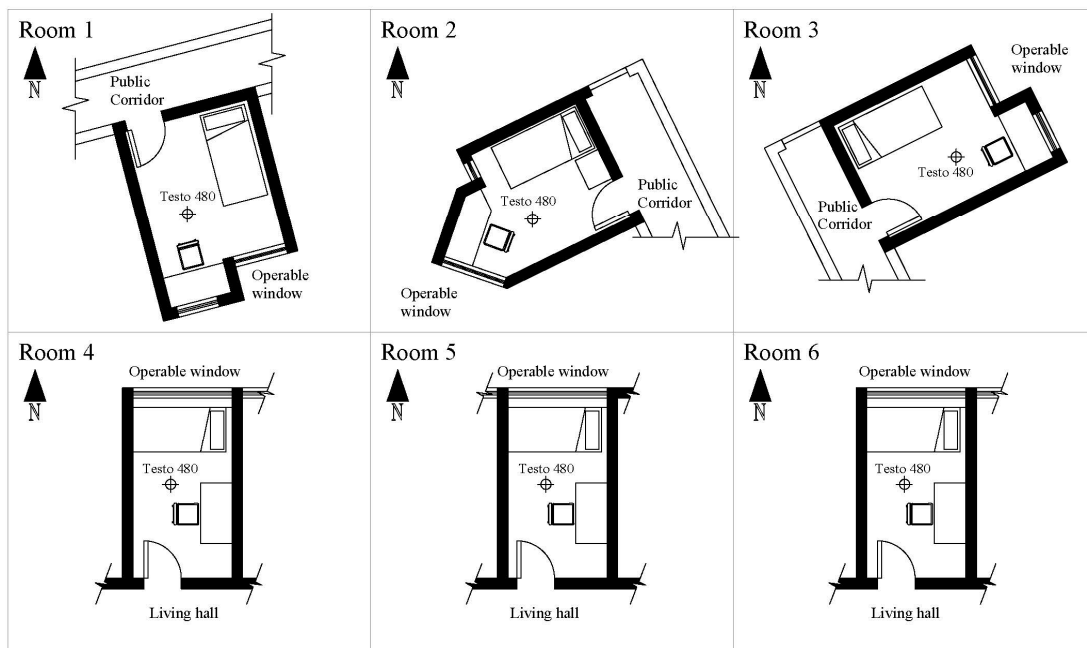 Room 1
N
Public
Corridor
Testo 480
Operable
window
Room 2
N
Testo 480
Public
Corridor
Operable
window
Room 3
N
Operable
window
Testo 480
Public
Corridor
Room 4
N
Operable window
Testo 480
Living hall
Room 5
N
Operable window
Testo 480
Living hall
Room 6
N
Operable window
Testo 480
Living hall